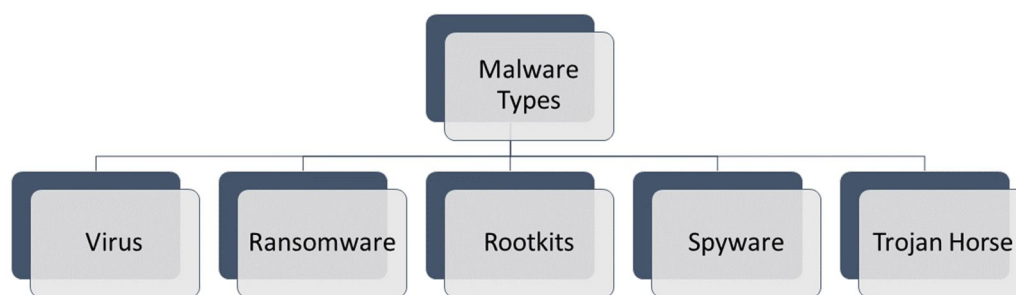 Malware
Types
Virus
Ransomware
Rootkits
Spyware
Trojan Horse